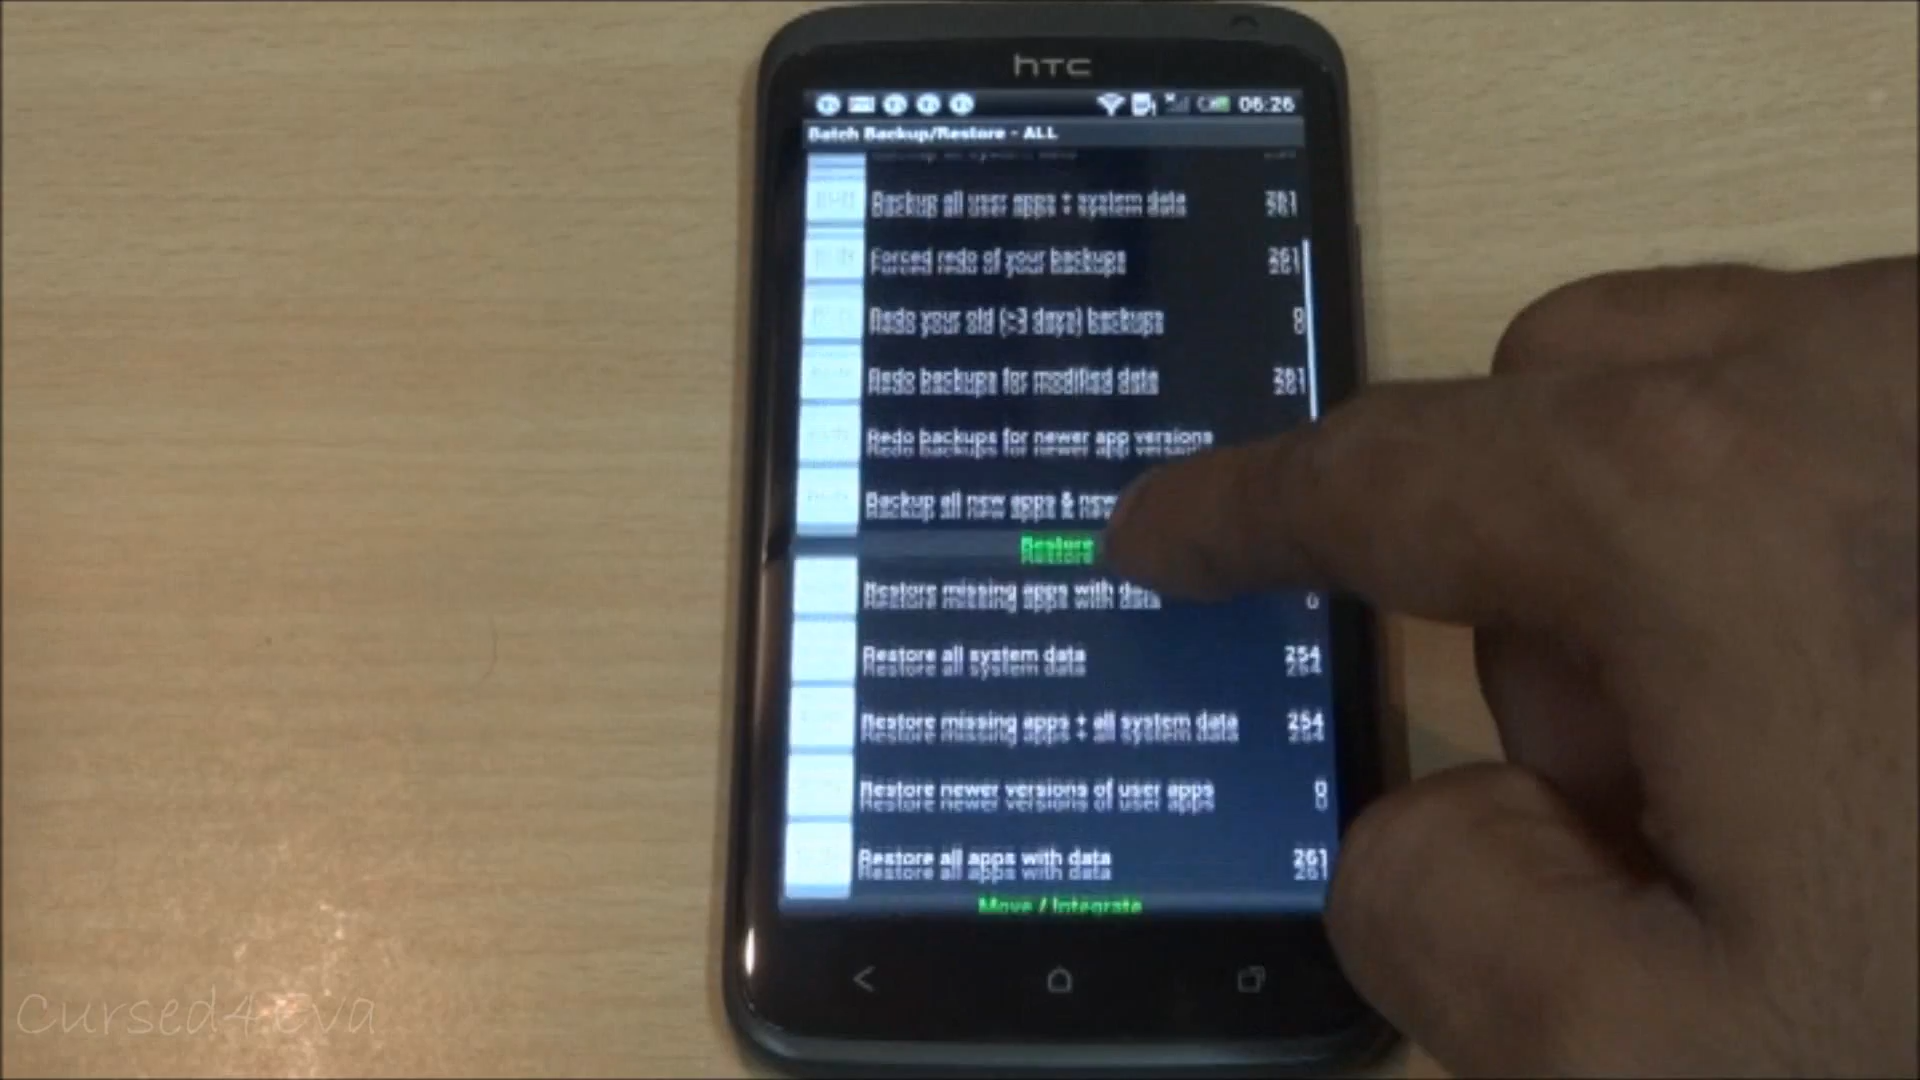 hTC
06:26
Batch Backup/Restore - ALL
Backup all system data
Backup all user apps + system data 261
Forced redo of your backups 261
Redo your old (>3 days) backups 0
Redo backups for modified data 261
Redo backups for newer app versions
Backup all new apps & new
Restore
Restore missing apps with data 0
Restore all system data 254
Restore missing apps + all system data 254
Restore newer versions of user apps 0
Restore all apps with data 261
Move / Integrate
Cursed4Eva